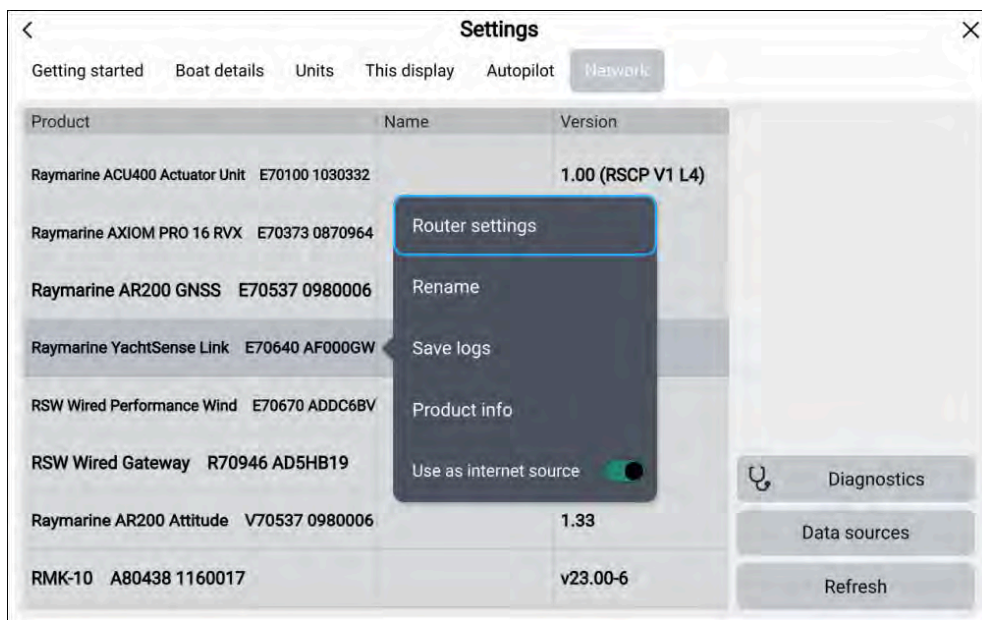 Settings
Getting started Boat details Units This display Autopilot Network
Product Name Version
Raymarine ACU400 Actuator Unit E70100 1030332 1.00 (RSCP V1 L4)
Raymarine AXIOM PRO 16 RVX E70373 0870964
Router settings
Raymarine AR200 GNSS E70537 0980006
Rename
Raymarine YachtSense Link E70640 AF000GW
Save logs
RSW Wired Performance Wind E70670 ADDC6BV
Product info
RSW Wired Gateway R70946 AD5HB19
Use as internet source
Diagnostics
Raymarine AR200 Attitude V70537 0980006 1.33
Data sources
RMK-10 A80438 1160017 v23.00-6
Refresh